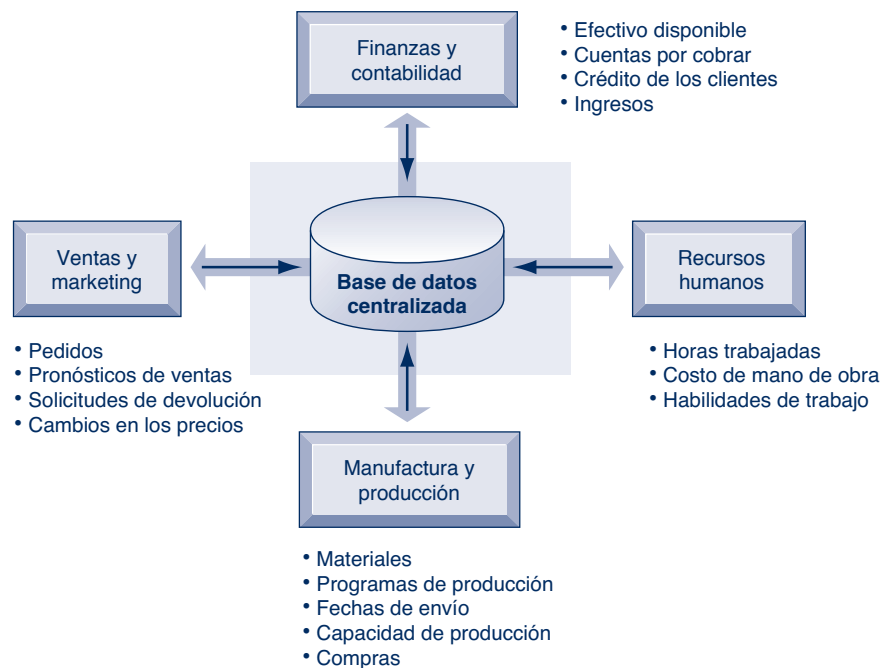 Finanzas y
contabilidad
• Efectivo disponible
• Cuentas por cobrar
• Crédito de los clientes
• Ingresos
Ventas y
marketing
• Pedidos
• Pronósticos de ventas
• Solicitudes de devolución
• Cambios en los precios
Base de datos
centralizada
Recursos
humanos
• Horas trabajadas
• Costo de mano de obra
• Habilidades de trabajo
Manufactura y
producción
• Materiales
• Programas de producción
• Fechas de envío
• Capacidad de producción
• Compras